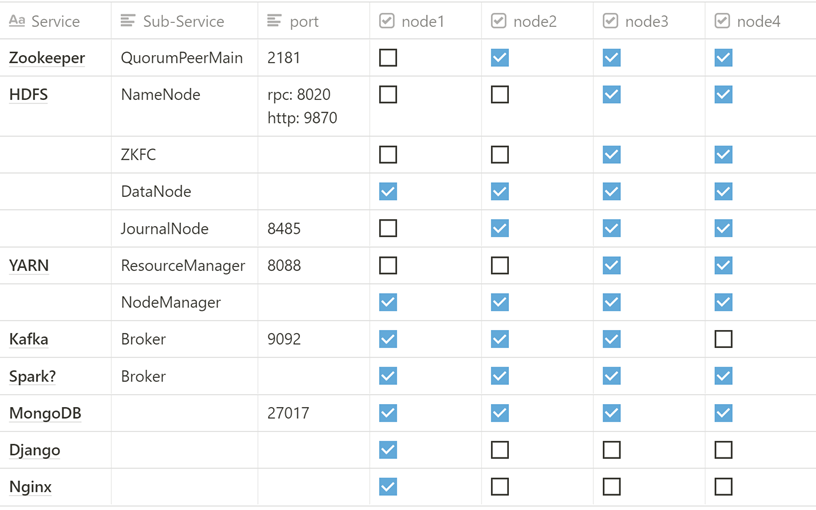 Aa Service Sub-Service port node1 node2 node3 node4
Zookeeper QuorumPeerMain 2181
HDFS NameNode rpc: 8020
http: 9870
ZKFC
DataNode
JournalNode 8485
YARN ResourceManager 8088
NodeManager
Kafka Broker 9092
Spark? Broker
MongoDB 27017
Django
Nginx